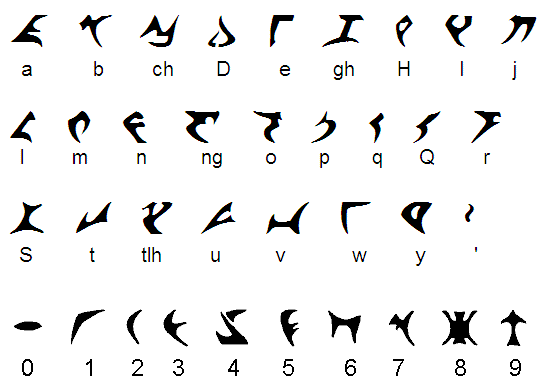 a b ch D e gh H I j
        
l m n ng o p q Q r
       
S t tlh u v w y '
         
0 1 2 3 4 5 6 7 8 9